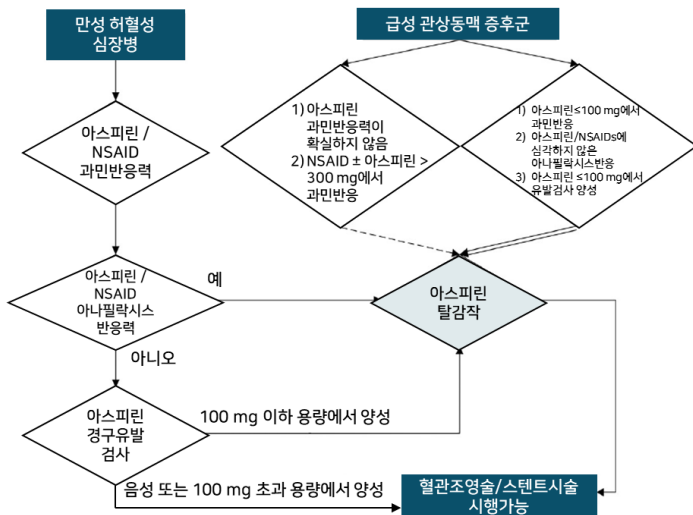 만성 허혈성
심장병
급성 관상동맥 증후군
아스피린 /
NSAID
과민반응력
1) 아스피린
과민반응력이
확실하지 않음
2) NSAID ± 아스피린 >
300 mg에서
과민반응
1) 아스피린≤100 mg에서
과민반응
2) 아스피린/NSAIDs에
심각하지 않은
아나필락시스반응
3) 아스피린 ≤100 mg에서
유발검사 양성
아스피린 /
NSAID
아나필락시스
반응력
예
아스피린
탈감작
아니오
아스피린
경구유발
검사
100 mg 이하 용량에서 양성
음성 또는 100 mg 초과 용량에서 양성
혈관조영술/스텐트시술
시행가능